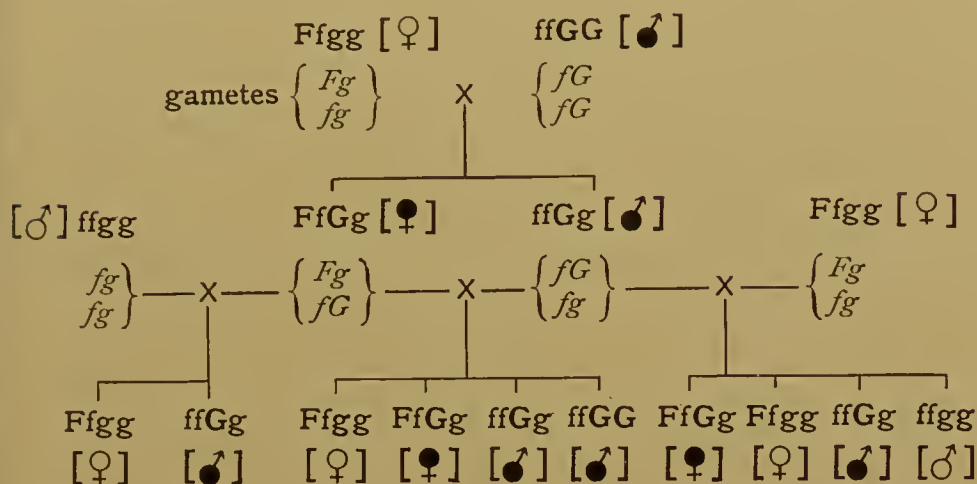 Ffgg [♀] ffGG [♂]
gametes { Fg } × { fG
fg fG
[♂] ffgg FfGg [♀] ffGg [♂] Ffgg [♀]
fg } × { Fg } × { fG } × { Fg
fg fG fg fg
Ffgg ffGg Ffgg FfGg ffGg ffGG FfGg Ffgg ffGg ffgg
[♀] [♂] [♀] [♀] [♂] [♂] [♀] [♀] [♂] [♂]